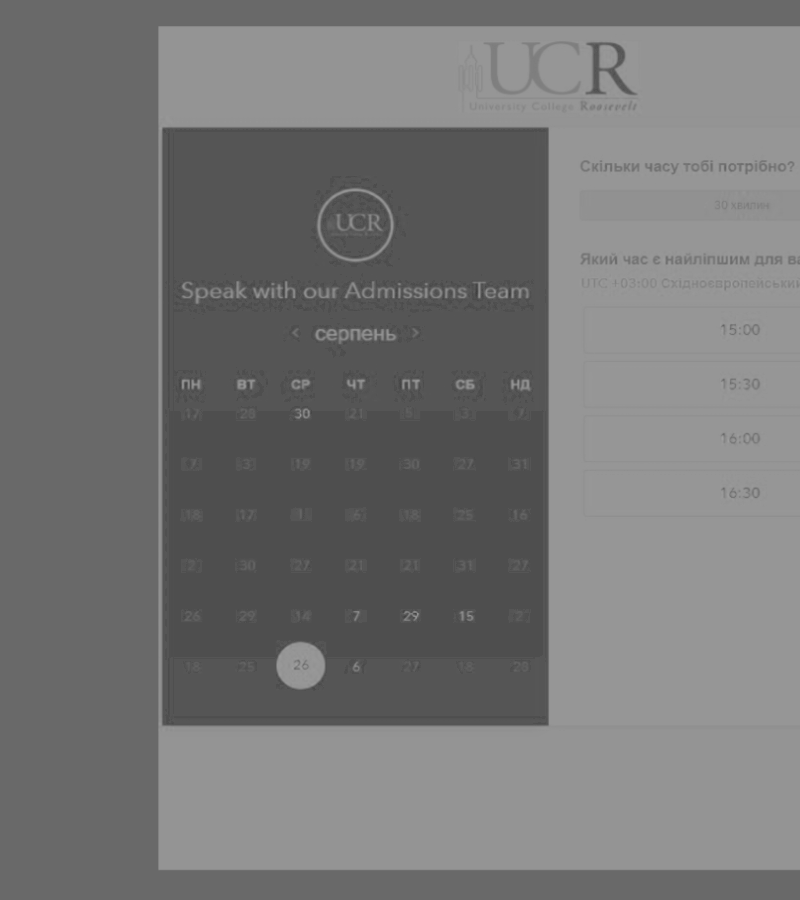 UCR
University College Roosevelt
UCR
Speak with our Admissions Team
‹ серпень ›
ПН ВТ СР ЧТ ПТ СБ НД
17 28 30 21 5 3 7
7 3 19 19 30 27 31
18 17 1 6 18 25 16
2 30 27 21 21 31 27
26 29 14 7 29 15 2
18 25 26 6 27 18 28
Скільки часу тобі потрібно?
30 хвилин
Який час є найліпшим для ва
UTC +03:00 Східноєвропейський
15:00
15:30
16:00
16:30